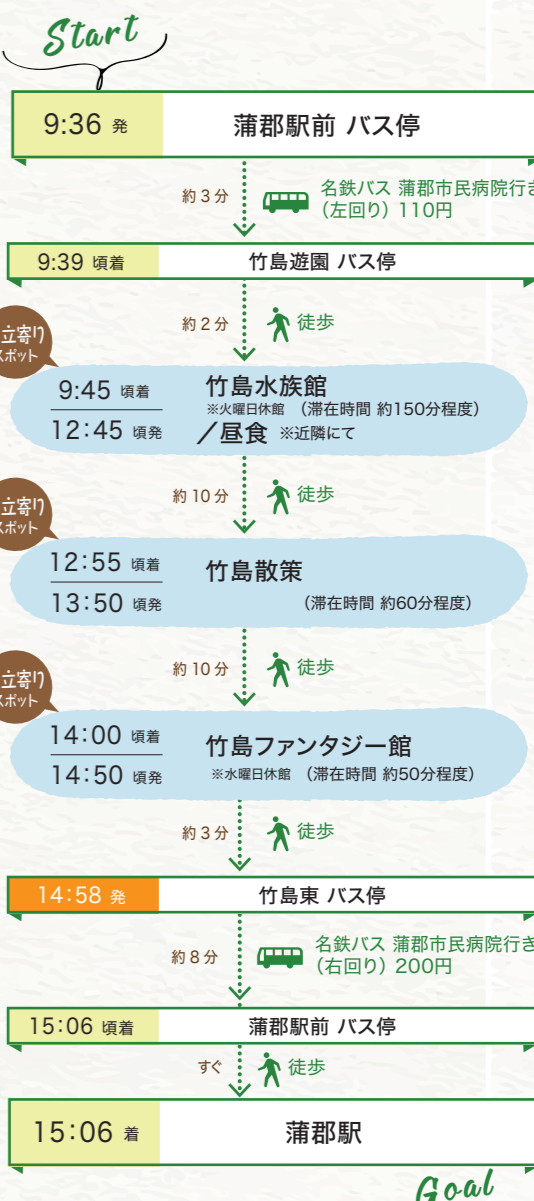 Start
9:36 発 蒲郡駅前 バス停
約3分 名鉄バス 蒲郡市民病院行き
(左回り) 110円
9:39 頃着 竹島遊園 バス停
約2分 徒歩
立寄り
スポット
9:45 頃着 竹島水族館
※火曜日休館 (滞在時間 約150分程度)
12:45 頃発 /昼食 ※近隣にて
約10分 徒歩
立寄り
スポット
12:55 頃着 竹島散策
13:50 頃発 (滞在時間 約60分程度)
約10分 徒歩
立寄り
スポット
14:00 頃着 竹島ファンタジー館
14:50 頃発 ※水曜日休館 (滞在時間 約50分程度)
約3分 徒歩
14:58 発 竹島東 バス停
約8分 名鉄バス 蒲郡市民病院行き
(右回り) 200円
15:06 頃着 蒲郡駅前 バス停
すぐ 徒歩
15:06 着 蒲郡駅
Goal